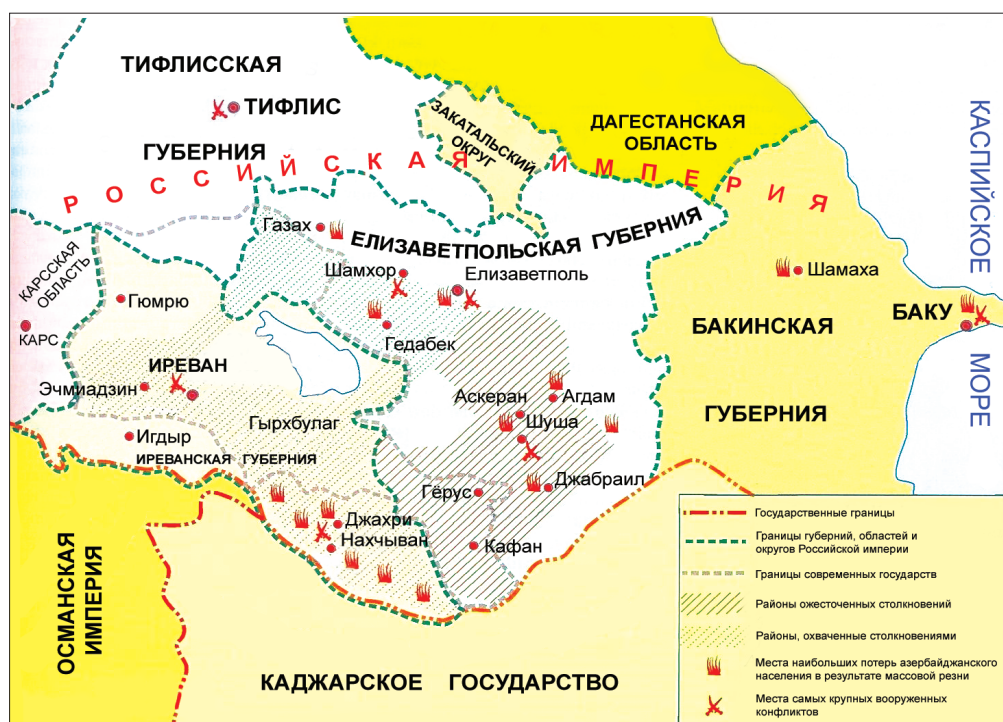 ТИФЛИССКАЯ
ТИФЛИС
ГУБЕРНИЯ
ЗАКАТАЛЬСКИЙ
ОКРУГ
ДАГЕСТАНСКАЯ
ОБЛАСТЬ
КАСПИЙСКОЕ
МОРЕ
РОССИЙСКАЯ ИМПЕРИЯ
КАРССКАЯ
ОБЛАСТЬ
КАРС
Газах
ЕЛИЗАВЕТПОЛЬСКАЯ ГУБЕРНИЯ
Шамхор
Елизаветполь
Шамаха
Гюмрю
Гедабек
БАКУ
БАКИНСКАЯ
ГУБЕРНИЯ
ИРЕВАН
Эчмиадзин
Аскеран
Агдам
Шуша
Гырхбулаг
Игдыр
ИРЕВАНСКАЯ ГУБЕРНИЯ
Джабраил
Гёрус
Джахри
Нахчыван
Кафан
ОСМАНСКАЯ
ИМПЕРИЯ
КАДЖАРСКОЕ ГОСУДАРСТВО
Государственные границы
Границы губерний, областей и
округов Российской империи
Границы современных государств
Районы ожесточенных столкновений
Районы, охваченные столкновениями
Места наибольших потерь азербайджанского
населения в результате массовой резни
Места самых крупных вооруженных
конфликтов